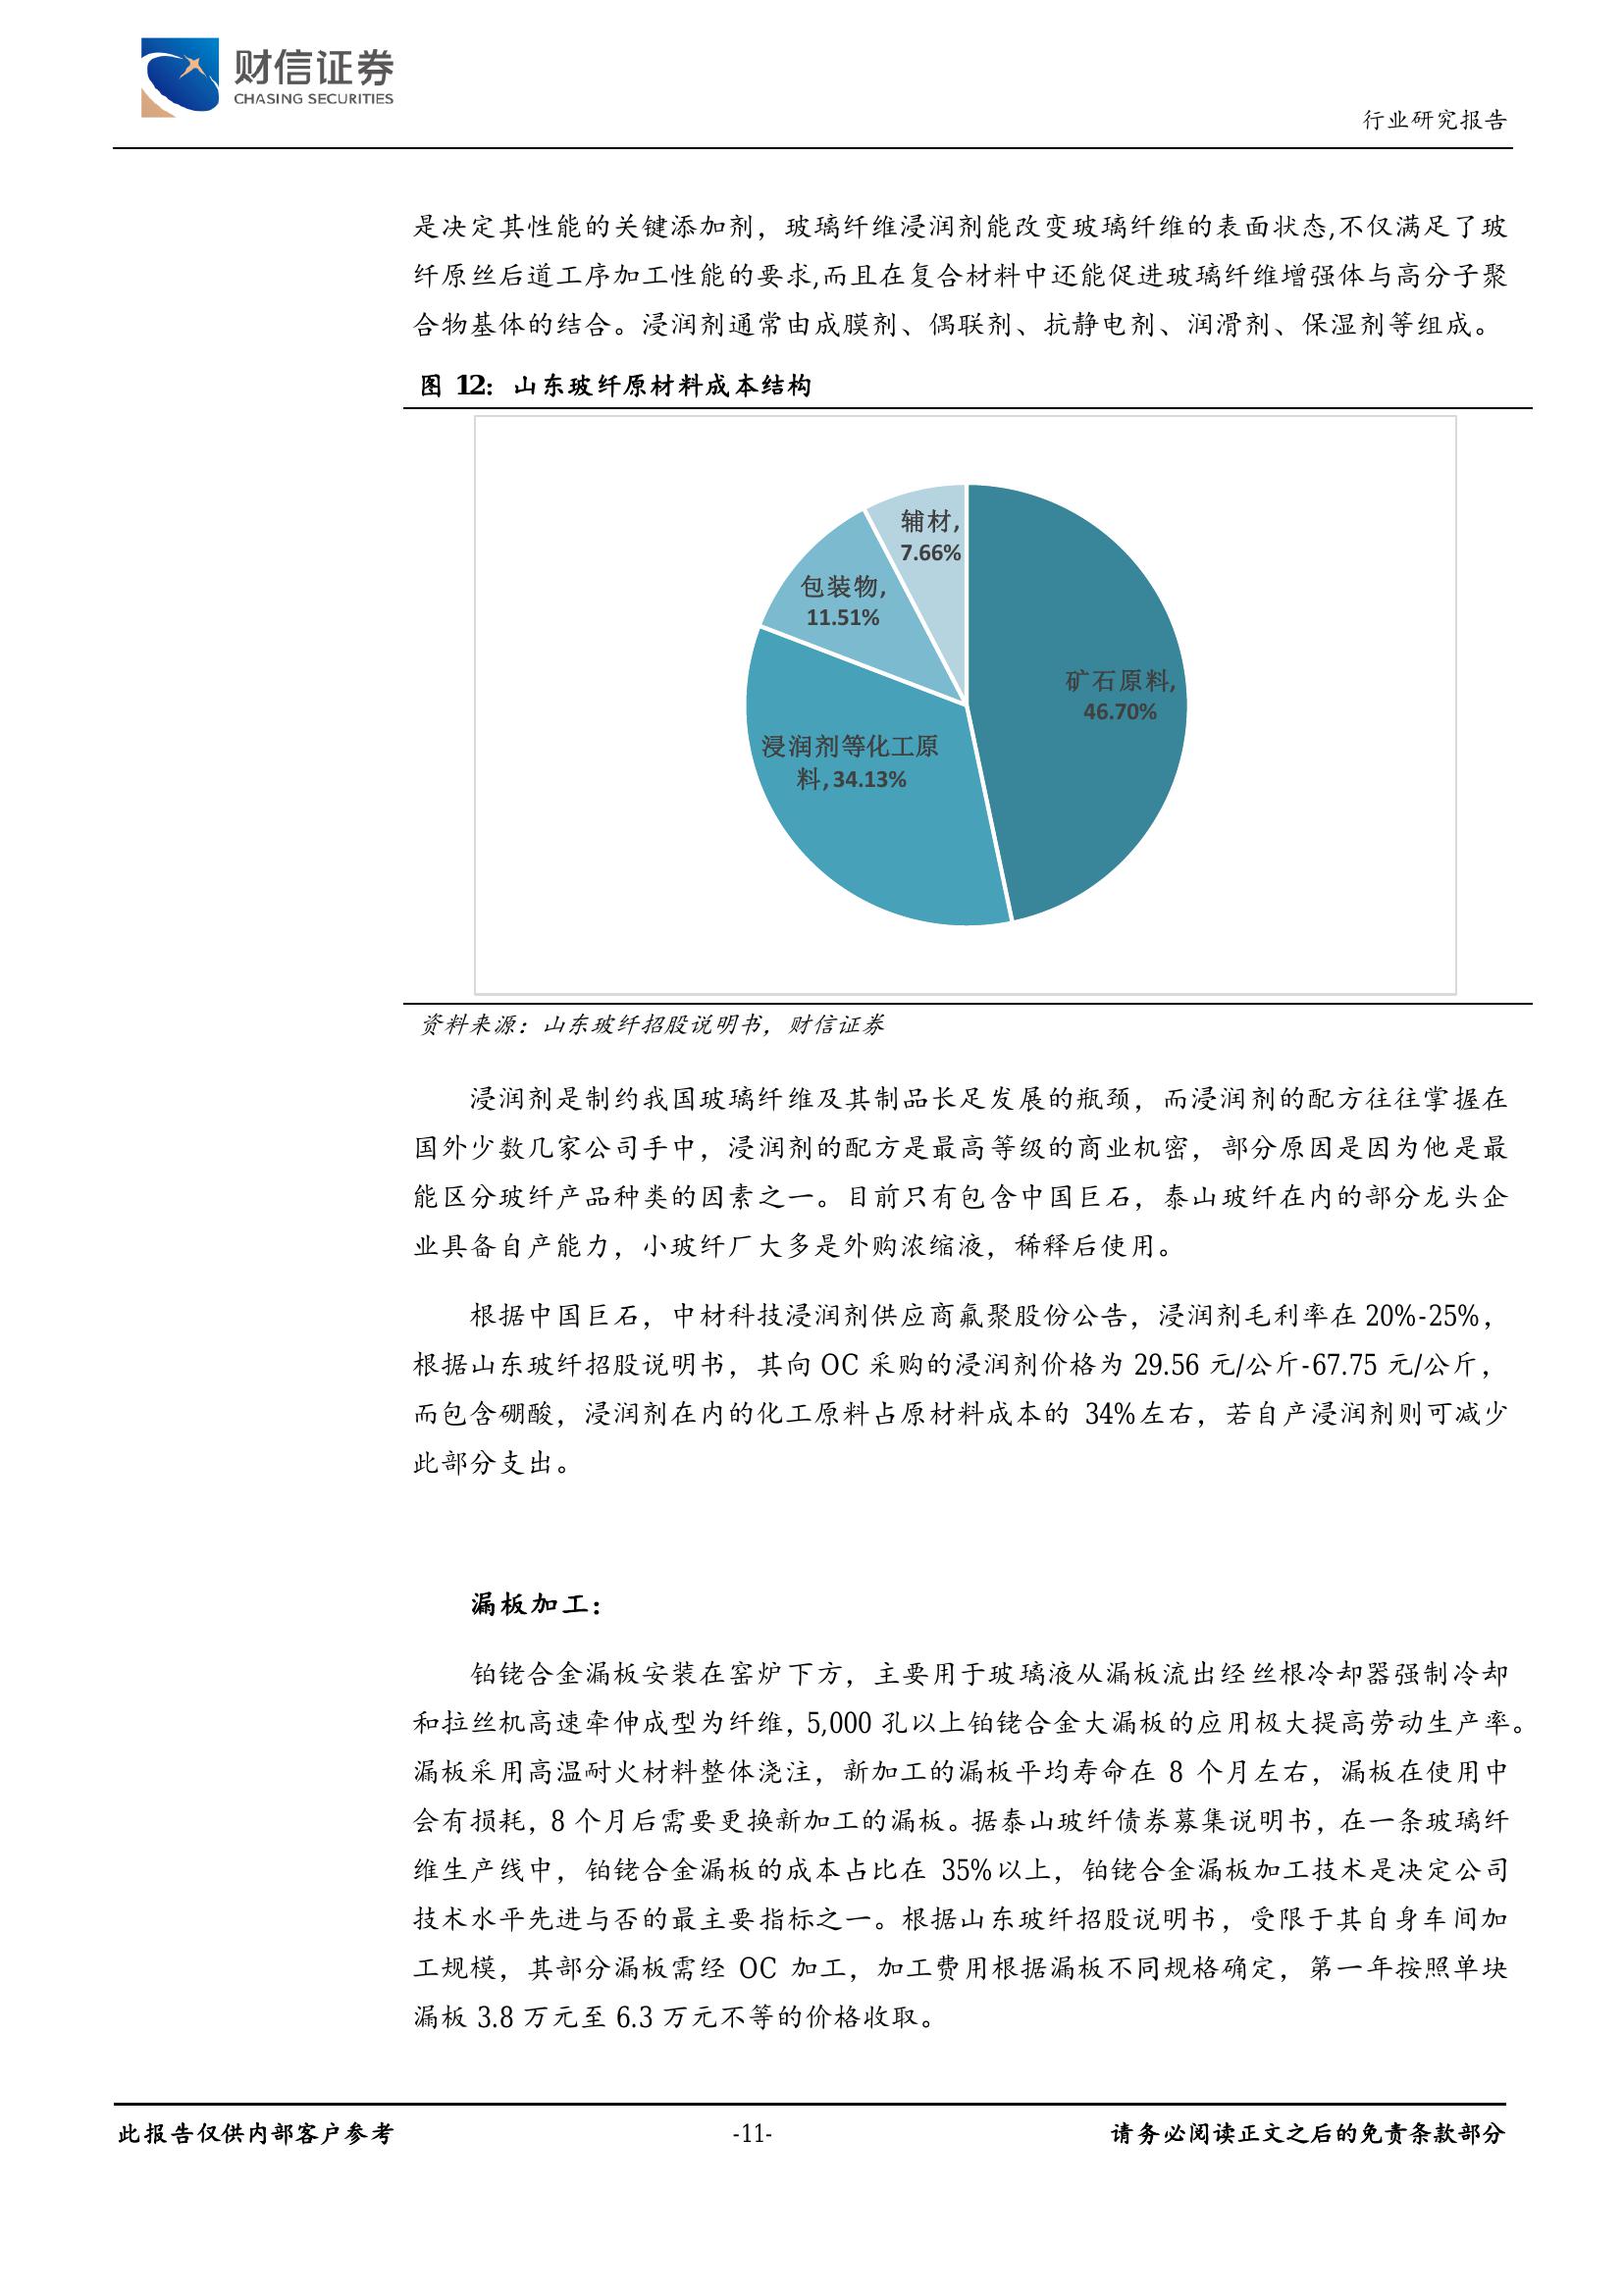 财信证券
CHASING SECURITIES
行业研究报告
是决定其性能的关键添加剂，玻璃纤维浸润剂能改变玻璃纤维的表面状态,不仅满足了玻
纤原丝后道工序加工性能的要求,而且在复合材料中还能促进玻璃纤维增强体与高分子聚
合物基体的结合。浸润剂通常由成膜剂、偶联剂、抗静电剂、润滑剂、保湿剂等组成。
图 12：山东玻纤原材料成本结构
辅材,
7.66%
包装物,
11.51%
矿石原料,
46.70%
浸润剂等化工原
料, 34.13%
资料来源：山东玻纤招股说明书，财信证券
浸润剂是制约我国玻璃纤维及其制品长足发展的瓶颈，而浸润剂的配方往往掌握在
国外少数几家公司手中，浸润剂的配方是最高等级的商业机密，部分原因是因为他是最
能区分玻纤产品种类的因素之一。目前只有包含中国巨石，泰山玻纤在内的部分龙头企
业具备自产能力，小玻纤厂大多是外购浓缩液，稀释后使用。
根据中国巨石，中材科技浸润剂供应商氟聚股份公告，浸润剂毛利率在 20%-25%，
根据山东玻纤招股说明书，其向 OC 采购的浸润剂价格为 29.56 元/公斤-67.75 元/公斤，
而包含硼酸，浸润剂在内的化工原料占原材料成本的 34%左右，若自产浸润剂则可减少
此部分支出。
漏板加工：
铂铑合金漏板安装在窑炉下方，主要用于玻璃液从漏板流出经丝根冷却器强制冷却
和拉丝机高速牵伸成型为纤维，5,000 孔以上铂铑合金大漏板的应用极大提高劳动生产率。
漏板采用高温耐火材料整体浇注，新加工的漏板平均寿命在 8 个月左右，漏板在使用中
会有损耗，8 个月后需要更换新加工的漏板。据泰山玻纤债券募集说明书，在一条玻璃纤
维生产线中，铂铑合金漏板的成本占比在 35%以上，铂铑合金漏板加工技术是决定公司
技术水平先进与否的最主要指标之一。根据山东玻纤招股说明书，受限于其自身车间加
工规模，其部分漏板需经 OC 加工，加工费用根据漏板不同规格确定，第一年按照单块
漏板 3.8 万元至 6.3 万元不等的价格收取。
此报告仅供内部客户参考
-11-
请务必阅读正文之后的免责条款部分